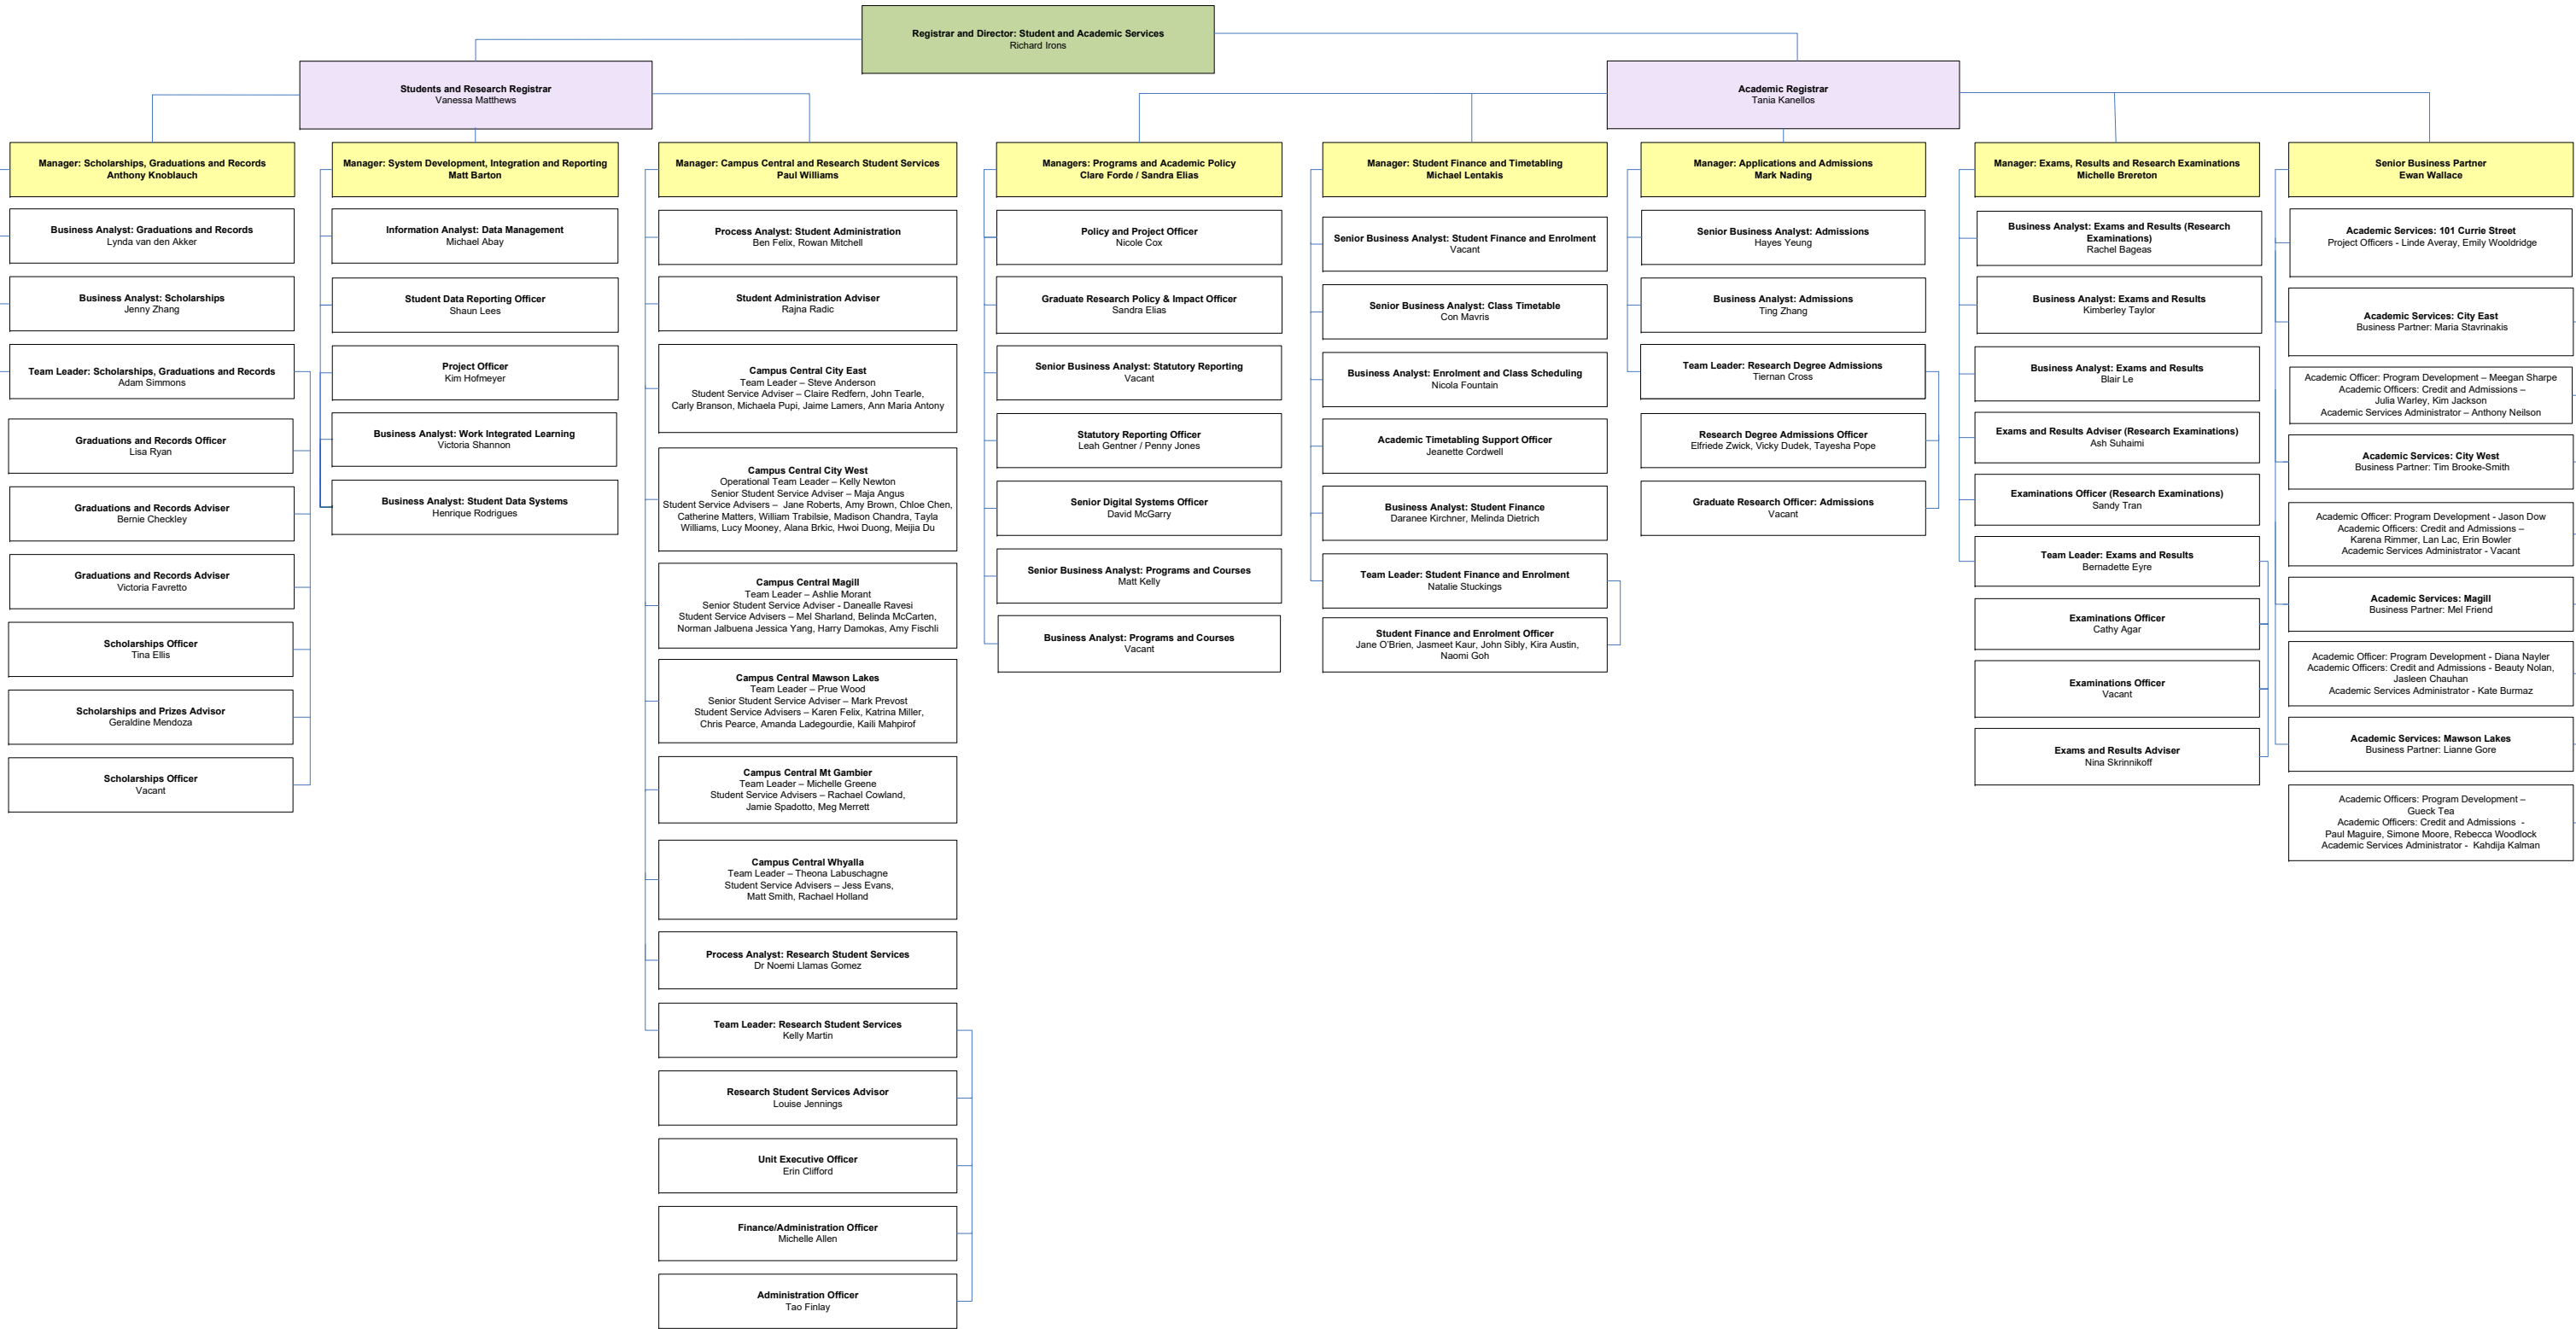 Registrar and Director: Student and Academic Services
Richard Irons
Students and Research Registrar
Vanessa Matthews
Academic Registrar
Tania Kanellos
Manager: Scholarships, Graduations and Records
Anthony Knoblauch
Business Analyst: Graduations and Records
Lynda van den Akker
Business Analyst: Scholarships
Jenny Zhang
Team Leader: Scholarships, Graduations and Records
Adam Simmons
Graduations and Records Officer
Lisa Ryan
Graduations and Records Adviser
Bernie Checkley
Graduations and Records Adviser
Victoria Favretto
Scholarships Officer
Tina Ellis
Scholarships and Prizes Advisor
Geraldine Mendoza
Scholarships Officer
Vacant
Manager: System Development, Integration and Reporting
Matt Barton
Information Analyst: Data Management
Michael Abay
Student Data Reporting Officer
Shaun Lees
Project Officer
Kim Hofmeyer
Business Analyst: Work Integrated Learning
Victoria Shannon
Business Analyst: Student Data Systems
Henrique Rodrigues
Manager: Campus Central and Research Student Services
Paul Williams
Process Analyst: Student Administration
Ben Felix, Rowan Mitchell
Student Administration Adviser
Rajna Radic
Campus Central City East
Team Leader – Steve Anderson
Student Service Adviser – Claire Redfern, John Tearle,
Carly Branson, Michaela Pupi, Jaime Lamers, Ann Maria Antony
Campus Central City West
Operational Team Leader – Kelly Newton
Senior Student Service Adviser – Maja Angus
Student Service Advisers – Jane Roberts, Amy Brown, Chloe Chen,
Catherine Matters, William Trabilsie, Madison Chandra, Tayla
Williams, Lucy Mooney, Alana Brkic, Hwoi Duong, Meijia Du
Campus Central Magill
Team Leader – Ashlie Morant
Senior Student Service Adviser - Danealle Ravesi
Student Service Advisers – Mel Sharland, Belinda McCarten,
Norman Jalbuena Jessica Yang, Harry Damokas, Amy Fischli
Campus Central Mawson Lakes
Team Leader – Prue Wood
Senior Student Service Adviser – Mark Prevost
Student Service Advisers – Karen Felix, Katrina Miller,
Chris Pearce, Amanda Ladegourdie, Kaili Mahpirof
Campus Central Mt Gambier
Team Leader – Michelle Greene
Student Service Advisers – Rachael Cowland,
Jamie Spadotto, Meg Merrett
Campus Central Whyalla
Team Leader – Theona Labuschagne
Student Service Advisers – Jess Evans,
Matt Smith, Rachael Holland
Process Analyst: Research Student Services
Dr Noemi Llamas Gomez
Team Leader: Research Student Services
Kelly Martin
Research Student Services Advisor
Louise Jennings
Unit Executive Officer
Erin Clifford
Finance/Administration Officer
Michelle Allen
Administration Officer
Tao Finlay
Managers: Programs and Academic Policy
Clare Forde / Sandra Elias
Policy and Project Officer
Nicole Cox
Graduate Research Policy & Impact Officer
Sandra Elias
Senior Business Analyst: Statutory Reporting
Vacant
Statutory Reporting Officer
Leah Gentner / Penny Jones
Senior Digital Systems Officer
David McGarry
Senior Business Analyst: Programs and Courses
Matt Kelly
Business Analyst: Programs and Courses
Vacant
Manager: Student Finance and Timetabling
Michael Lentakis
Senior Business Analyst: Student Finance and Enrolment
Vacant
Senior Business Analyst: Class Timetable
Con Mavris
Business Analyst: Enrolment and Class Scheduling
Nicola Fountain
Academic Timetabling Support Officer
Jeanette Cordwell
Business Analyst: Student Finance
Daranee Kirchner, Melinda Dietrich
Team Leader: Student Finance and Enrolment
Natalie Stuckings
Student Finance and Enrolment Officer
Jane O'Brien, Jasmeet Kaur, John Sibly, Kira Austin,
Naomi Goh
Manager: Applications and Admissions
Mark Nading
Senior Business Analyst: Admissions
Hayes Yeung
Business Analyst: Admissions
Ting Zhang
Team Leader: Research Degree Admissions
Tiernan Cross
Research Degree Admissions Officer
Elfriede Zwick, Vicky Dudek, Tayesha Pope
Graduate Research Officer: Admissions
Vacant
Manager: Exams, Results and Research Examinations
Michelle Brereton
Business Analyst: Exams and Results (Research
Examinations)
Rachel Bageas
Business Analyst: Exams and Results
Kimberley Taylor
Business Analyst: Exams and Results
Blair Le
Exams and Results Adviser (Research Examinations)
Ash Suhaimi
Examinations Officer (Research Examinations)
Sandy Tran
Team Leader: Exams and Results
Bernadette Eyre
Examinations Officer
Cathy Agar
Examinations Officer
Vacant
Exams and Results Adviser
Nina Skrinnikoff
Senior Business Partner
Ewan Wallace
Academic Services: 101 Currie Street
Project Officers - Linde Averay, Emily Wooldridge
Academic Services: City East
Business Partner: Maria Stavrinakis
Academic Officer: Program Development – Meegan Sharpe
Academic Officers: Credit and Admissions –
Julia Warley, Kim Jackson
Academic Services Administrator – Anthony Neilson
Academic Services: City West
Business Partner: Tim Brooke-Smith
Academic Officer: Program Development - Jason Dow
Academic Officers: Credit and Admissions –
Karena Rimmer, Lan Lac, Erin Bowler
Academic Services Administrator - Vacant
Academic Services: Magill
Business Partner: Mel Friend
Academic Officer: Program Development - Diana Nayler
Academic Officers: Credit and Admissions - Beauty Nolan,
Jasleen Chauhan
Academic Services Administrator - Kate Burmaz
Academic Services: Mawson Lakes
Business Partner: Lianne Gore
Academic Officers: Program Development –
Gueck Tea
Academic Officers: Credit and Admissions -
Paul Maguire, Simone Moore, Rebecca Woodlock
Academic Services Administrator - Kahdija Kalman